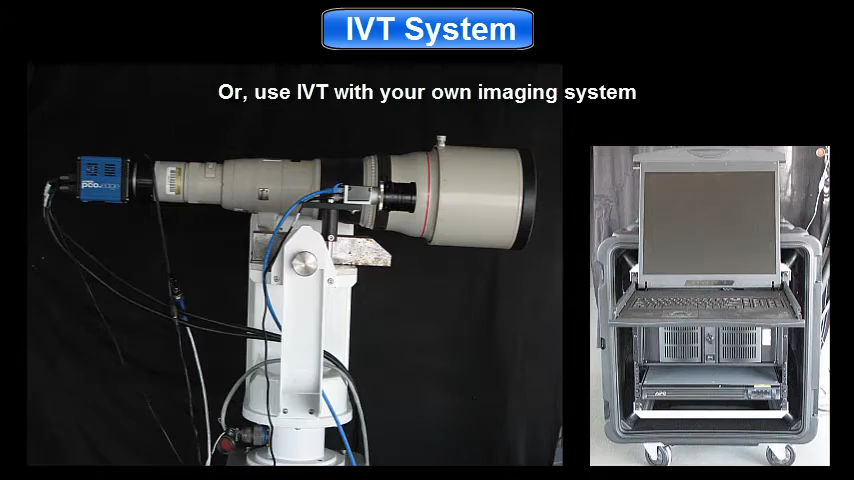 IVT System
Or, use IVT with your own imaging system
pco.edge
APC